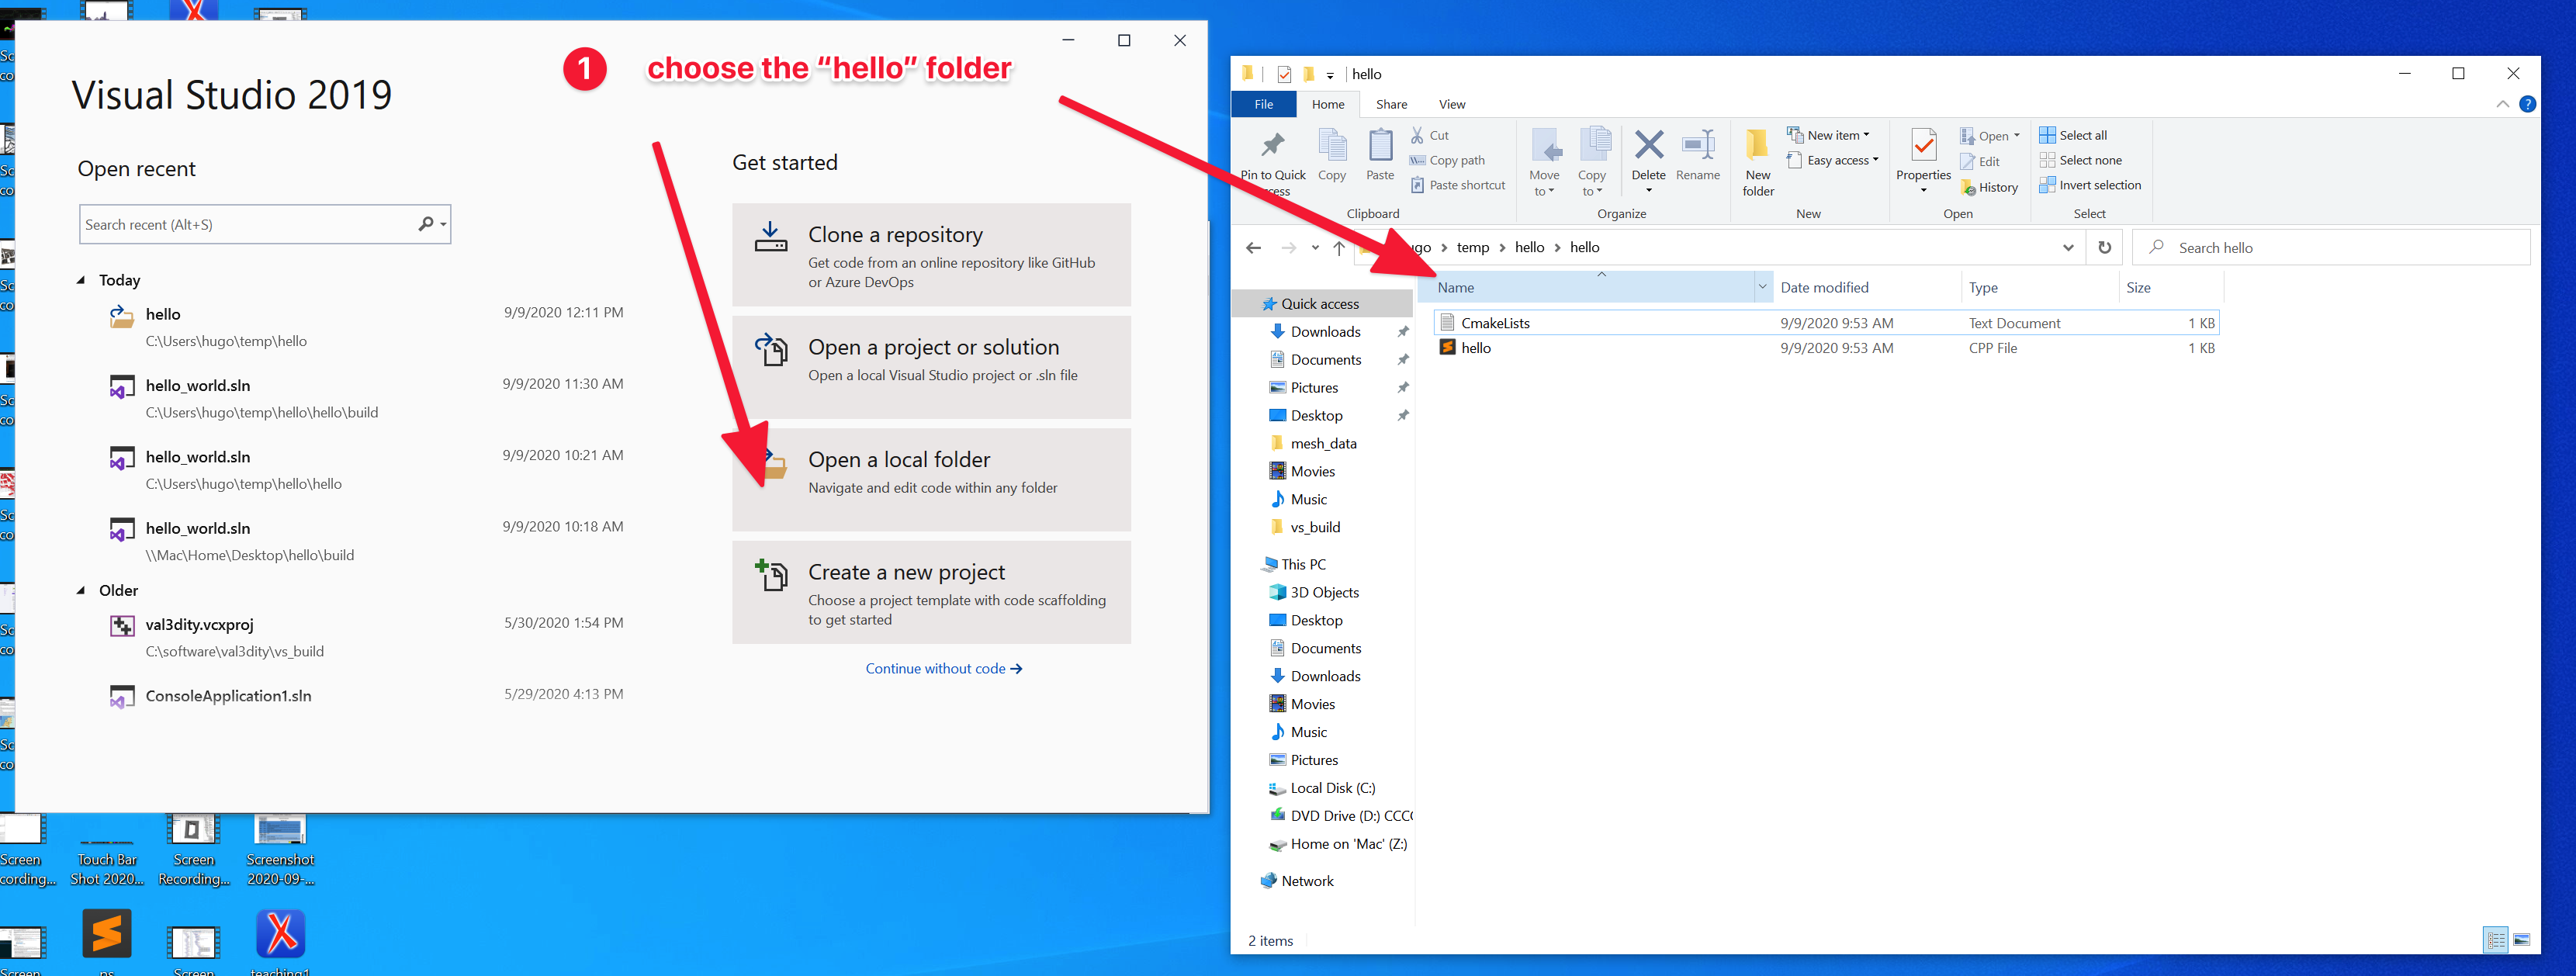 1 choose the “hello” folder
Visual Studio 2019
Open recent
Search recent (Alt+S)
Today
hello 9/9/2020 12:11 PM
C:\Users\hugo\temp\hello
hello_world.sln 9/9/2020 11:30 AM
C:\Users\hugo\temp\hello\hello\build
hello_world.sln 9/9/2020 10:21 AM
C:\Users\hugo\temp\hello\hello
hello_world.sln 9/9/2020 10:18 AM
\\Mac\Home\Desktop\hello\build
Older
val3dity.vcxproj 5/30/2020 1:54 PM
C:\software\val3dity\vs_build
ConsoleApplication1.sln 5/29/2020 4:13 PM
Get started
Clone a repository
Get code from an online repository like GitHub
or Azure DevOps
Open a project or solution
Open a local Visual Studio project or .sln file
Open a local folder
Navigate and edit code within any folder
Create a new project
Choose a project template with code scaffolding
to get started
Continue without code
Screen
Touch Bar
Shot 2020...
Screen
Recording...
Screenshot
2020-09-...
Screen
ps
Screen
teaching1
hello
File Home Share View
Pin to Quick
Copy
Paste
Cut
Copy path
Paste shortcut
Clipboard
Move
to
Copy
to
Delete
Rename
Organize
New
folder
New item
Easy access
New
Properties
Open
Edit
History
Open
Select all
Select none
Invert selection
Select
temp hello hello
Search hello
Name Date modified Type Size
CmakeLists 9/9/2020 9:53 AM Text Document 1 KB
hello 9/9/2020 9:53 AM CPP File 1 KB
Quick access
Downloads
Documents
Pictures
Desktop
mesh_data
Movies
Music
vs_build
This PC
3D Objects
Desktop
Documents
Downloads
Movies
Music
Pictures
Local Disk (C:)
DVD Drive (D:) CCC
Home on 'Mac' (Z:)
Network
2 items